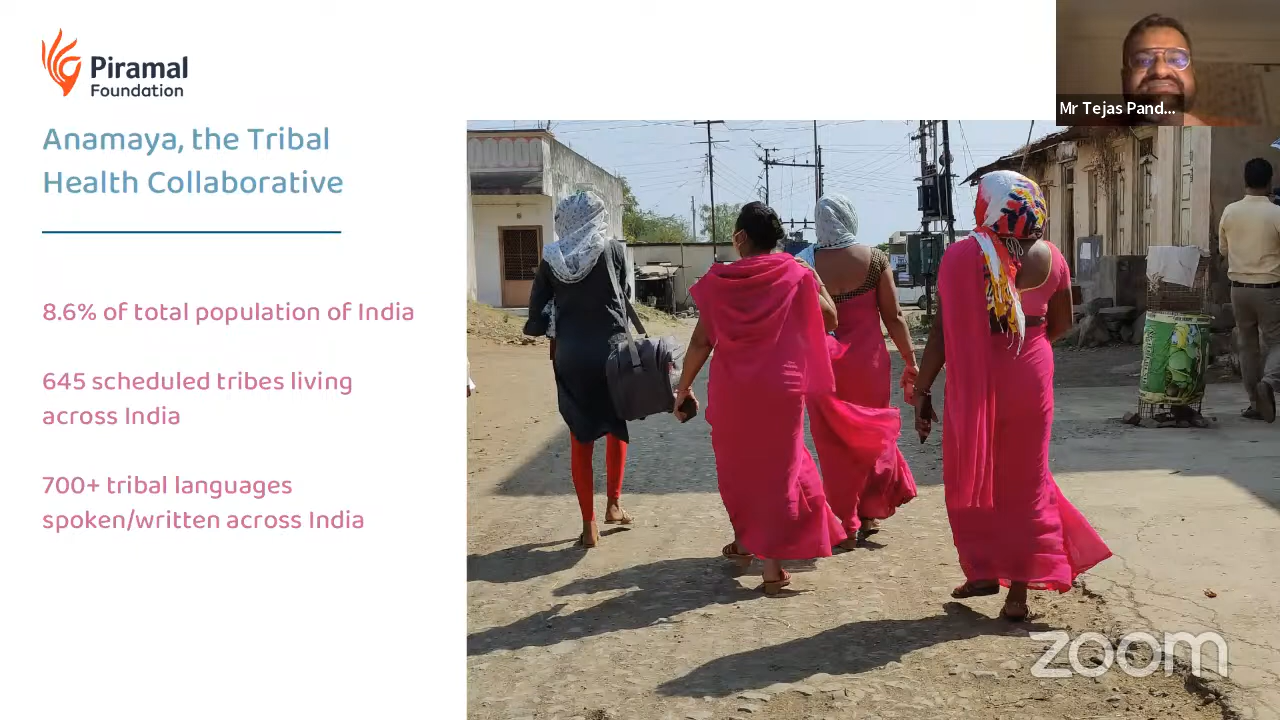 Piramal
Foundation
Mr Tejas Pand...
Anamaya, the Tribal
Health Collaborative
8.6% of total population of India
645 scheduled tribes living
across India
700+ tribal languages
spoken/written across India
zoom